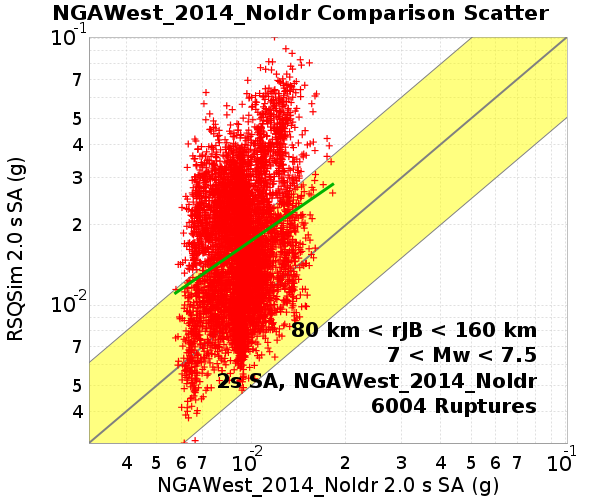 NGAWest_2014_NoIdr Comparison Scatter
10-1
7
5
4
3
2
10-2
7
5
4
RSQSim 2.0 s SA (g)
80 km < rJB < 160 km
7 < Mw < 7.5
2s SA, NGAWest_2014_NoIdr
6004 Ruptures
4 5 6 7 10-2 2 3 4 5 6 7 10-1
NGAWest_2014_NoIdr 2.0 s SA (g)